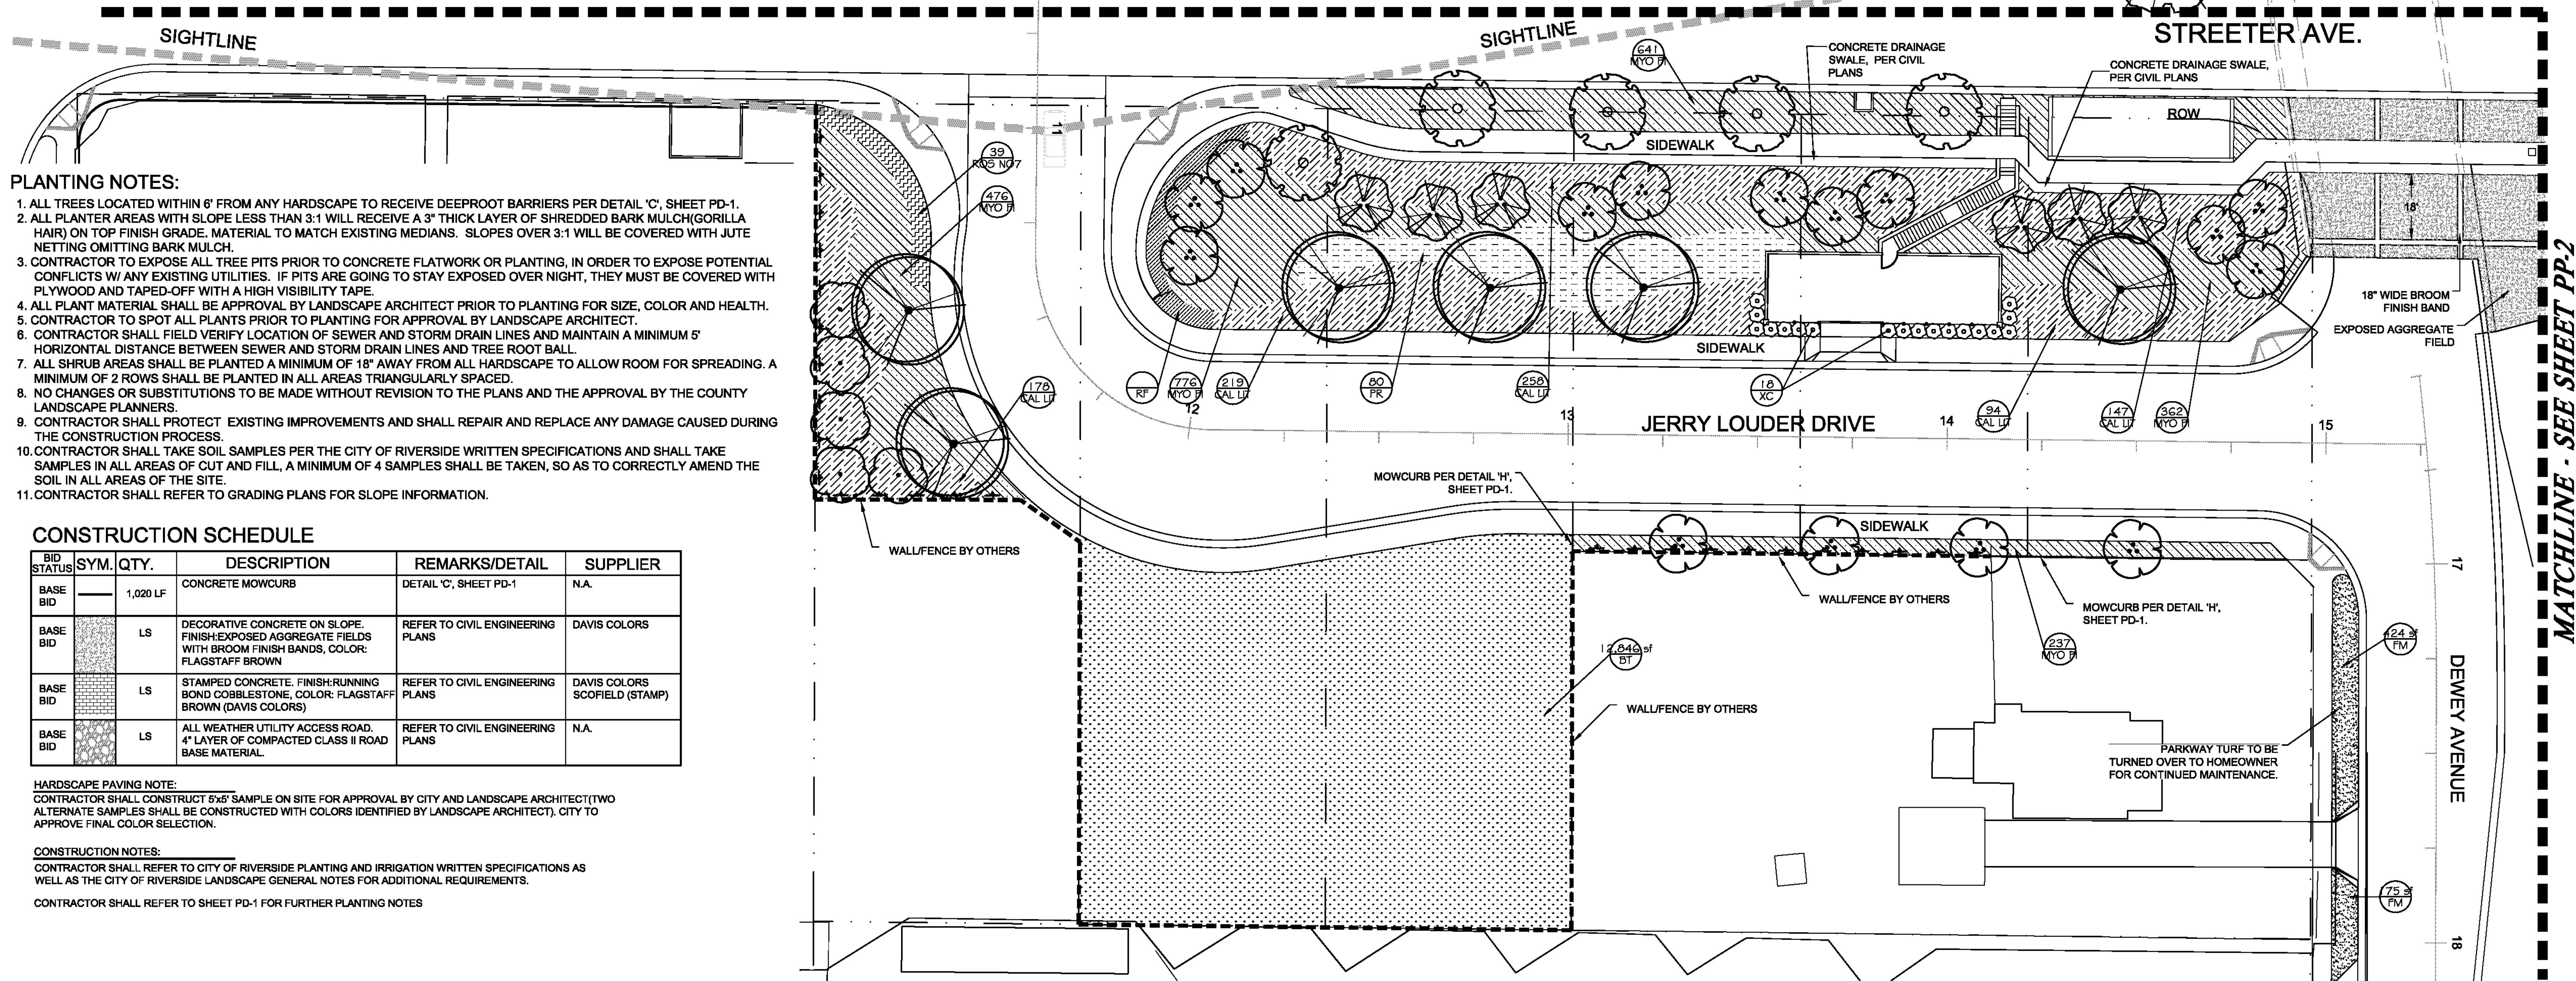 STREETER AVE.
SIGHTLINE
SIGHTLINE
641
MYO PI
CONCRETE DRAINAGE
SWALE, PER CIVIL
PLANS
CONCRETE DRAINAGE SWALE,
PER CIVIL PLANS
ROW
SIDEWALK
11
39
ROS NO7
476
MYO PI
18'
18" WIDE BROOM
FINISH BAND
EXPOSED AGGREGATE
FIELD
MATCHLINE - SEE SHEET PP-2
PLANTING NOTES:
1. ALL TREES LOCATED WITHIN 6' FROM ANY HARDSCAPE TO RECEIVE DEEPROOT BARRIERS PER DETAIL 'C', SHEET PD-1.
2. ALL PLANTER AREAS WITH SLOPE LESS THAN 3:1 WILL RECEIVE A 3" THICK LAYER OF SHREDDED BARK MULCH(GORILLA
HAIR) ON TOP FINISH GRADE. MATERIAL TO MATCH EXISTING MEDIANS. SLOPES OVER 3:1 WILL BE COVERED WITH JUTE
NETTING OMITTING BARK MULCH.
3. CONTRACTOR TO EXPOSE ALL TREE PITS PRIOR TO CONCRETE FLATWORK OR PLANTING, IN ORDER TO EXPOSE POTENTIAL
CONFLICTS W/ ANY EXISTING UTILITIES. IF PITS ARE GOING TO STAY EXPOSED OVER NIGHT, THEY MUST BE COVERED WITH
PLYWOOD AND TAPED-OFF WITH A HIGH VISIBILITY TAPE.
4. ALL PLANT MATERIAL SHALL BE APPROVAL BY LANDSCAPE ARCHITECT PRIOR TO PLANTING FOR SIZE, COLOR AND HEALTH.
5. CONTRACTOR TO SPOT ALL PLANTS PRIOR TO PLANTING FOR APPROVAL BY LANDSCAPE ARCHITECT.
6. CONTRACTOR SHALL FIELD VERIFY LOCATION OF SEWER AND STORM DRAIN LINES AND MAINTAIN A MINIMUM 5'
HORIZONTAL DISTANCE BETWEEN SEWER AND STORM DRAIN LINES AND TREE ROOT BALL.
7. ALL SHRUB AREAS SHALL BE PLANTED A MINIMUM OF 18" AWAY FROM ALL HARDSCAPE TO ALLOW ROOM FOR SPREADING. A
MINIMUM OF 2 ROWS SHALL BE PLANTED IN ALL AREAS TRIANGULARLY SPACED.
8. NO CHANGES OR SUBSTITUTIONS TO BE MADE WITHOUT REVISION TO THE PLANS AND THE APPROVAL BY THE COUNTY
LANDSCAPE PLANNERS.
9. CONTRACTOR SHALL PROTECT EXISTING IMPROVEMENTS AND SHALL REPAIR AND REPLACE ANY DAMAGE CAUSED DURING
THE CONSTRUCTION PROCESS.
10. CONTRACTOR SHALL TAKE SOIL SAMPLES PER THE CITY OF RIVERSIDE WRITTEN SPECIFICATIONS AND SHALL TAKE
SAMPLES IN ALL AREAS OF CUT AND FILL, A MINIMUM OF 4 SAMPLES SHALL BE TAKEN, SO AS TO CORRECTLY AMEND THE
SOIL IN ALL AREAS OF THE SITE.
11. CONTRACTOR SHALL REFER TO GRADING PLANS FOR SLOPE INFORMATION.
178
CAL LIT
RF
776
MYO PI
219
CAL LIT
80
PR
258
CAL LIT
SIDEWALK
18
XC
94
CAL LIT
147
CAL LIT
362
MYO PI
12
13
14
15
JERRY LOUDER DRIVE
MOWCURB PER DETAIL 'H',
SHEET PD-1.
SIDEWALK
WALL/FENCE BY OTHERS
WALL/FENCE BY OTHERS
MOWCURB PER DETAIL 'H',
SHEET PD-1.
237
MYO PI
12,846 sf
BT
WALL/FENCE BY OTHERS
17
424 sf
FM
DEWEY AVENUE
PARKWAY TURF TO BE
TURNED OVER TO HOMEOWNER
FOR CONTINUED MAINTENANCE.
175 sf
FM
18
CONSTRUCTION SCHEDULE
BID STATUS SYM. QTY. DESCRIPTION REMARKS/DETAIL SUPPLIER
BASE BID 1,020 LF CONCRETE MOWCURB DETAIL 'C', SHEET PD-1 N.A.
BASE BID LS DECORATIVE CONCRETE ON SLOPE. REFER TO CIVIL ENGINEERING DAVIS COLORS
FINISH:EXPOSED AGGREGATE FIELDS PLANS
WITH BROOM FINISH BANDS, COLOR:
FLAGSTAFF BROWN
BASE BID LS STAMPED CONCRETE. FINISH:RUNNING REFER TO CIVIL ENGINEERING DAVIS COLORS
BOND COBBLESTONE, COLOR: FLAGSTAFF PLANS SCOFIELD (STAMP)
BROWN (DAVIS COLORS)
BASE BID LS ALL WEATHER UTILITY ACCESS ROAD. REFER TO CIVIL ENGINEERING N.A.
4" LAYER OF COMPACTED CLASS II ROAD PLANS
BASE MATERIAL.
HARDSCAPE PAVING NOTE:
CONTRACTOR SHALL CONSTRUCT 5'x5' SAMPLE ON SITE FOR APPROVAL BY CITY AND LANDSCAPE ARCHITECT(TWO
ALTERNATE SAMPLES SHALL BE CONSTRUCTED WITH COLORS IDENTIFIED BY LANDSCAPE ARCHITECT). CITY TO
APPROVE FINAL COLOR SELECTION.
CONSTRUCTION NOTES:
CONTRACTOR SHALL REFER TO CITY OF RIVERSIDE PLANTING AND IRRIGATION WRITTEN SPECIFICATIONS AS
WELL AS THE CITY OF RIVERSIDE LANDSCAPE GENERAL NOTES FOR ADDITIONAL REQUIREMENTS.
CONTRACTOR SHALL REFER TO SHEET PD-1 FOR FURTHER PLANTING NOTES